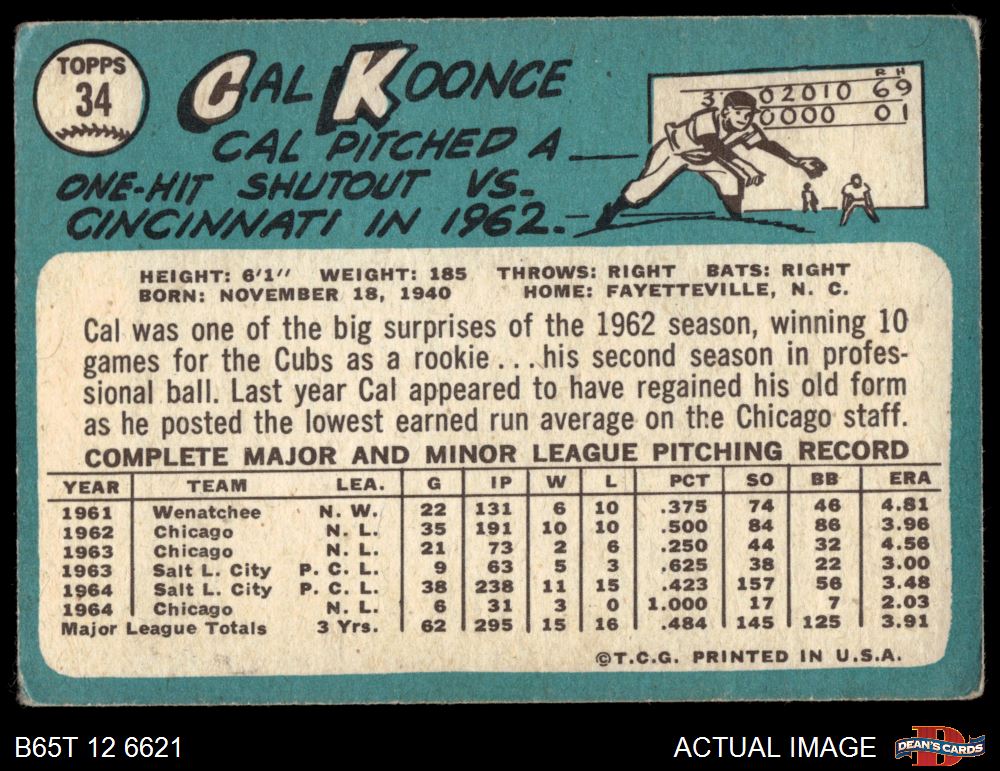 TOPPS
34
CAL KOONCE
CAL PITCHED A
ONE-HIT SHUTOUT VS.
CINCINNATI IN 1962.
R H
3 02010 69
0000 01
HEIGHT: 6'1" WEIGHT: 185 THROWS: RIGHT BATS: RIGHT
BORN: NOVEMBER 18, 1940 HOME: FAYETTEVILLE, N. C.
Cal was one of the big surprises of the 1962 season, winning 10
games for the Cubs as a rookie...his second season in profes-
sional ball. Last year Cal appeared to have regained his old form
as he posted the lowest earned run average on the Chicago staff.
COMPLETE MAJOR AND MINOR LEAGUE PITCHING RECORD
YEAR TEAM LEA. G IP W L PCT SO BB ERA
1961 Wenatchee N. W. 22 131 6 10 .375 74 46 4.81
1962 Chicago N. L. 35 191 10 10 .500 84 86 3.96
1963 Chicago N. L. 21 73 2 6 .250 44 32 4.56
1963 Salt L. City P. C. L. 9 63 5 3 .625 38 22 3.00
1964 Salt L. City P. C. L. 38 238 11 15 .423 157 56 3.48
1964 Chicago N. L. 6 31 3 0 1.000 17 7 2.03
Major League Totals 3 Yrs. 62 295 15 16 .484 145 125 3.91
©T.C.G. PRINTED IN U.S.A.
B65T 12 6621
ACTUAL IMAGE
D
DEAN'S CARDS